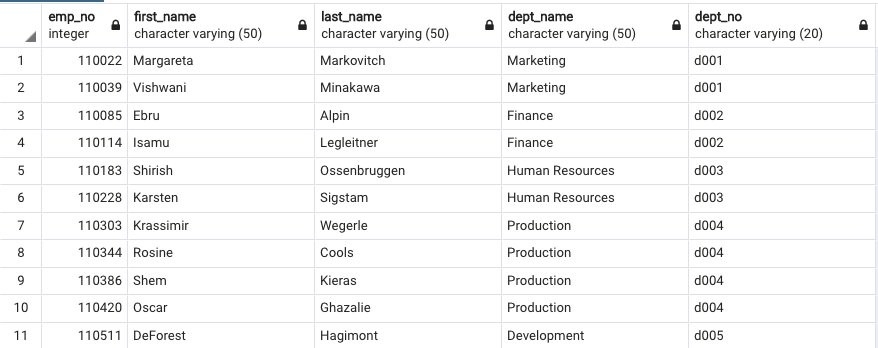 emp_no first_name last_name dept_name dept_no
integer character varying (50) character varying (50) character varying (50) character varying (20)
1 110022 Margareta Markovitch Marketing d001
2 110039 Vishwani Minakawa Marketing d001
3 110085 Ebru Alpin Finance d002
4 110114 Isamu Legleitner Finance d002
5 110183 Shirish Ossenbruggen Human Resources d003
6 110228 Karsten Sigstam Human Resources d003
7 110303 Krassimir Wegerle Production d004
8 110344 Rosine Cools Production d004
9 110386 Shem Kieras Production d004
10 110420 Oscar Ghazalie Production d004
11 110511 DeForest Hagimont Development d005